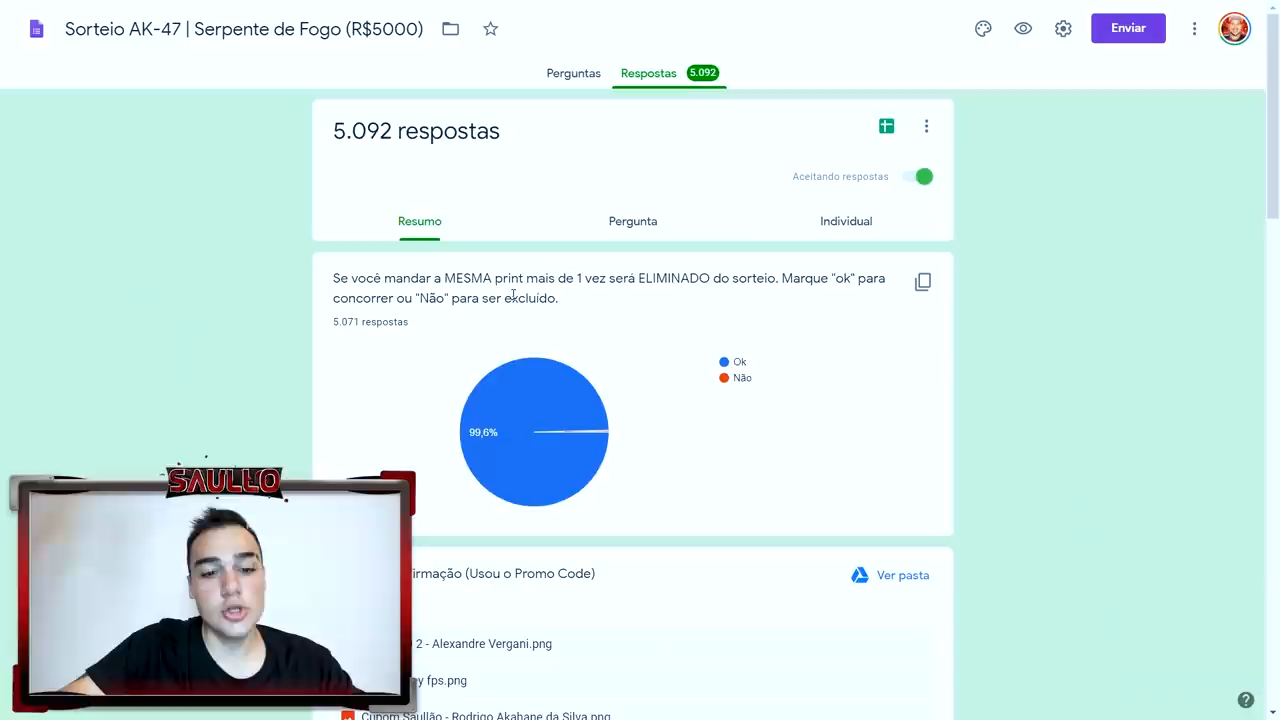 Sorteio AK-47 | Serpente de Fogo (R$5000)
Enviar
Perguntas
Respostas
5.092
5.092 respostas
Aceitando respostas
Resumo
Pergunta
Individual
Se você mandar a MESMA print mais de 1 vez será ELIMINADO do sorteio. Marque "ok" para
concorrer ou "Não" para ser excluído.
5.071 respostas
Ok
Não
99,6%
SAULLO
(Usou o Promo Code)
Ver pasta
2 - Alexandre Vergani.png
fps.png
Cupom Saullão - Rodrigo Akahane da Silva.png